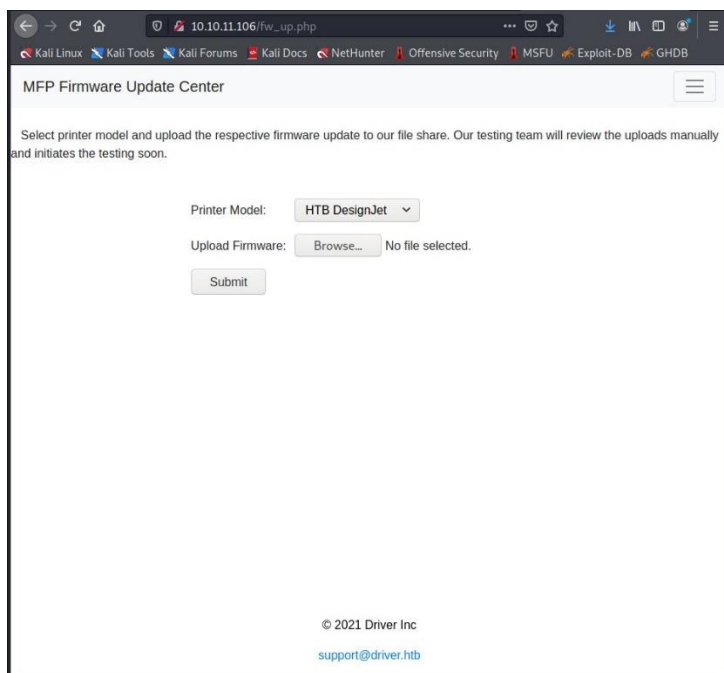 10.10.11.106/fw_up.php
Kali Linux Kali Tools Kali Forums Kali Docs NetHunter Offensive Security MSFU Exploit-DB GHDB
MFP Firmware Update Center
Select printer model and upload the respective firmware update to our file share. Our testing team will review the uploads manually
and initiates the testing soon.
Printer Model: HTB DesignJet
Upload Firmware: Browse... No file selected.
Submit
© 2021 Driver Inc
support@driver.htb